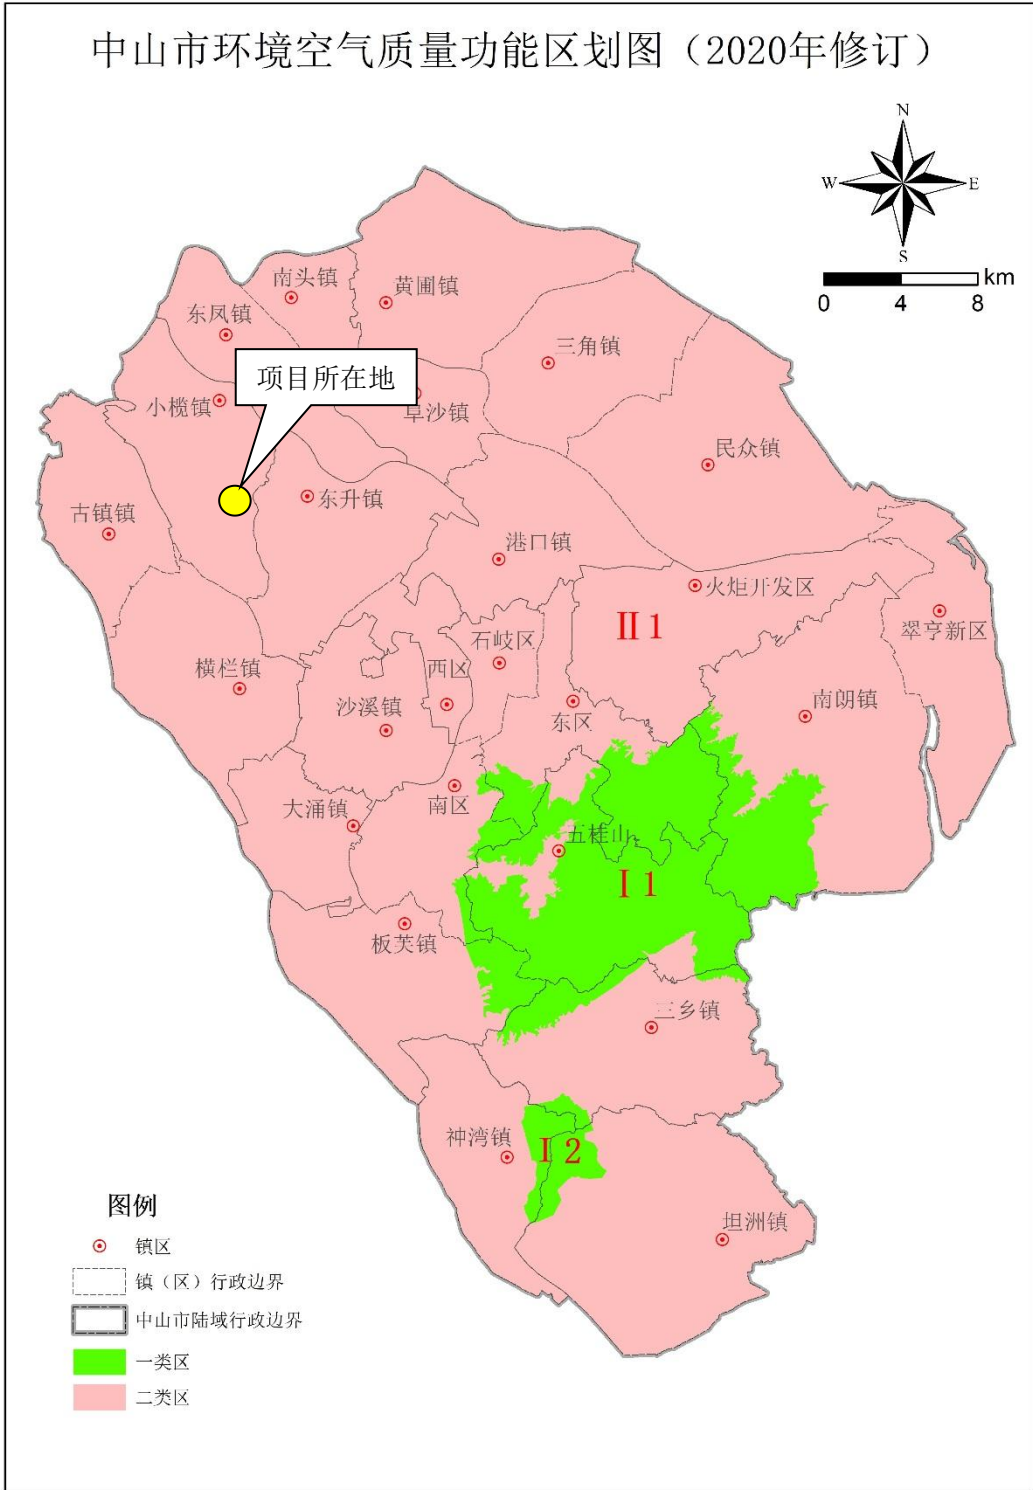 中山市环境空气质量功能区划图（2020年修订）
N
W
E
S
km
0 4 8
南头镇
黄圃镇
东凤镇
三角镇
项目所在地
小榄镇
阜沙镇
民众镇
东升镇
古镇镇
港口镇
火炬开发区
Ⅱ1
石岐区
翠亨新区
横栏镇
西区
沙溪镇
东区
南朗镇
南区
大涌镇
五桂山
Ⅰ1
板芙镇
三乡镇
神湾镇
Ⅰ2
坦洲镇
图例
镇区
镇（区）行政边界
中山市陆域行政边界
一类区
二类区